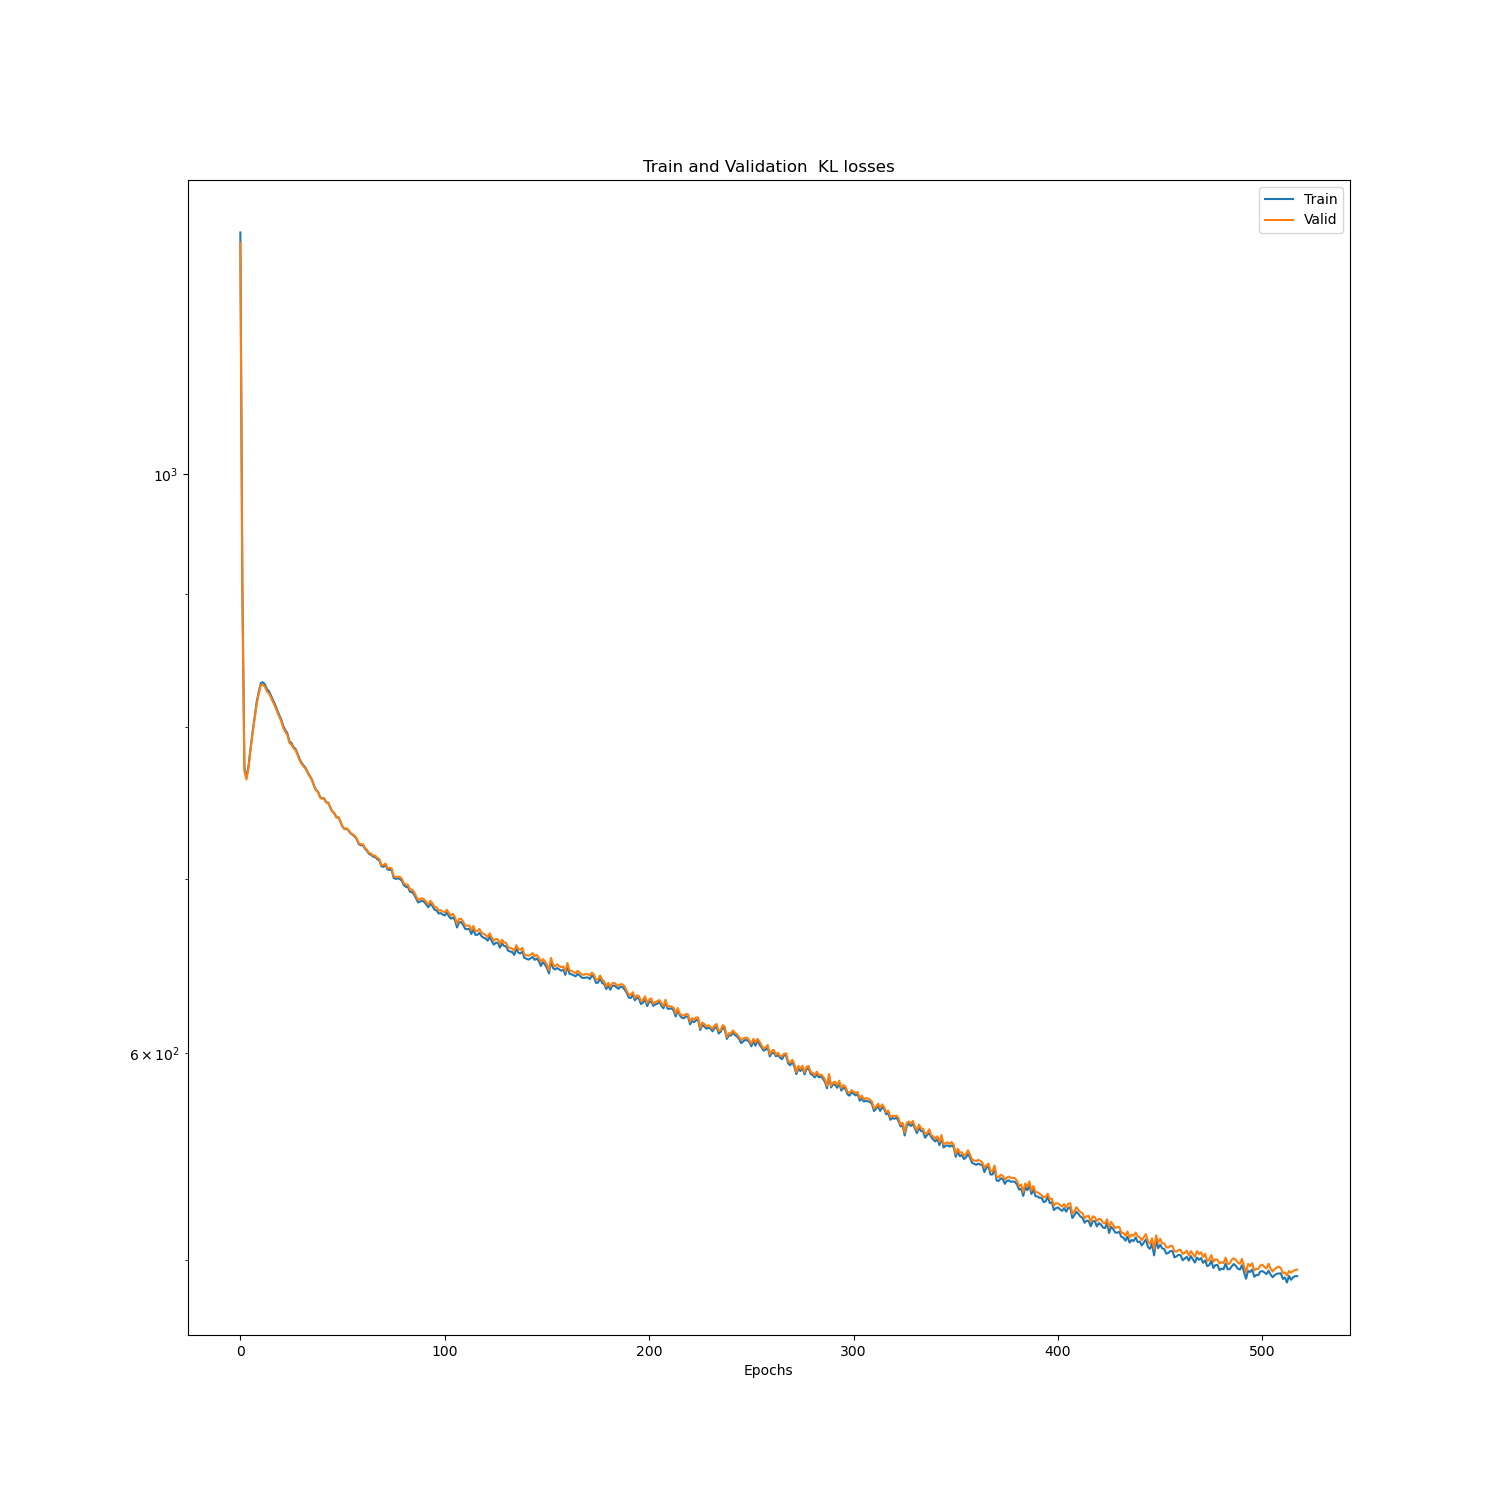 Train and Validation  KL losses
Train
Valid
10³
6 × 10²
0 100 200 300 400 500
Epochs